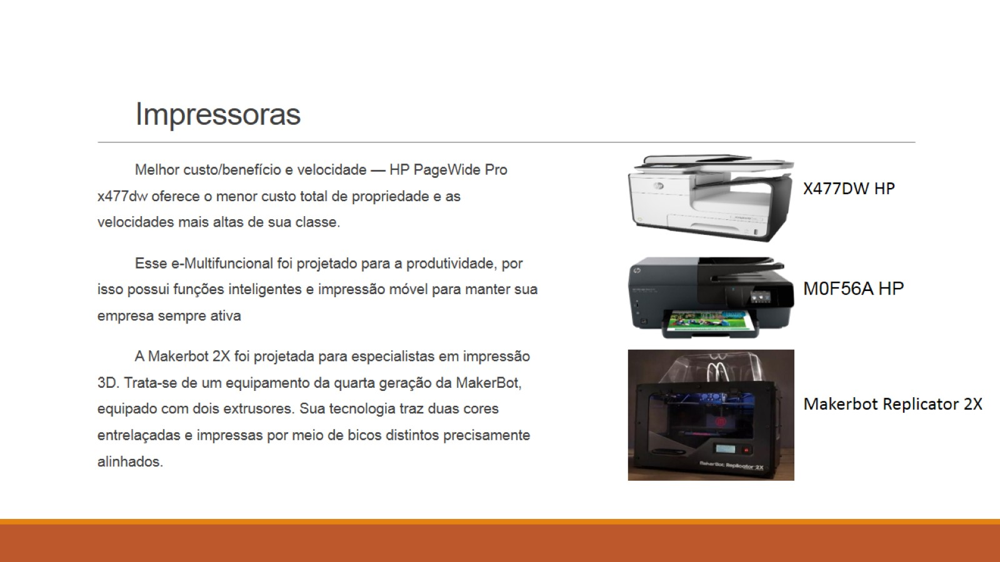 Impressoras
Melhor custo/benefício e velocidade — HP PageWide Pro
x477dw oferece o menor custo total de propriedade e as
velocidades mais altas de sua classe.
Esse e-Multifuncional foi projetado para a produtividade, por
isso possui funções inteligentes e impressão móvel para manter sua
empresa sempre ativa
A Makerbot 2X foi projetada para especialistas em impressão
3D. Trata-se de um equipamento da quarta geração da MakerBot,
equipado com dois extrusores. Sua tecnologia traz duas cores
entrelaçadas e impressas por meio de bicos distintos precisamente
alinhados.
hp
X477DW HP
M0F56A HP
Makerbot Replicator 2X
MakerBot Replicator 2X